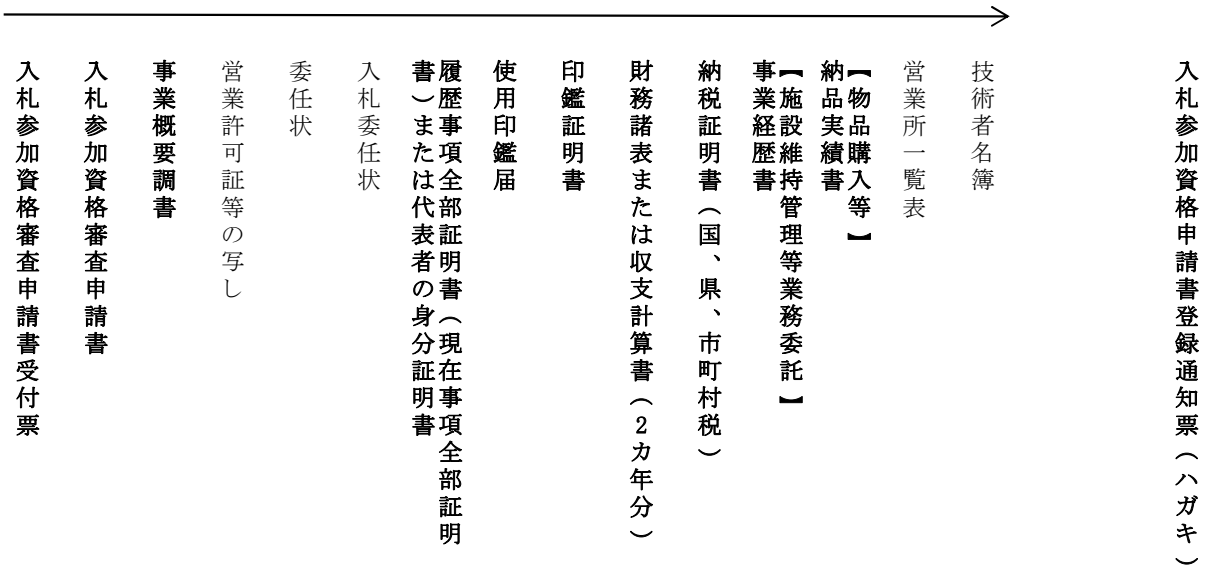 入札参加資格審査申請書受付票
入札参加資格審査申請書
事業概要調書
営業許可証等の写し
委任状
入札委任状
履歴事項全部証明書（現在事項全部証明
書）または代表者の身分証明書
使用印鑑届
印鑑証明書
財務諸表または収支計算書（2カ年分）
納税証明書（国、県、市町村税）
【施設維持管理等業務委託】
事業経歴書
【物品購入等】
納品実績書
営業所一覧表
技術者名簿
入札参加資格申請書登録通知票（ハガキ）